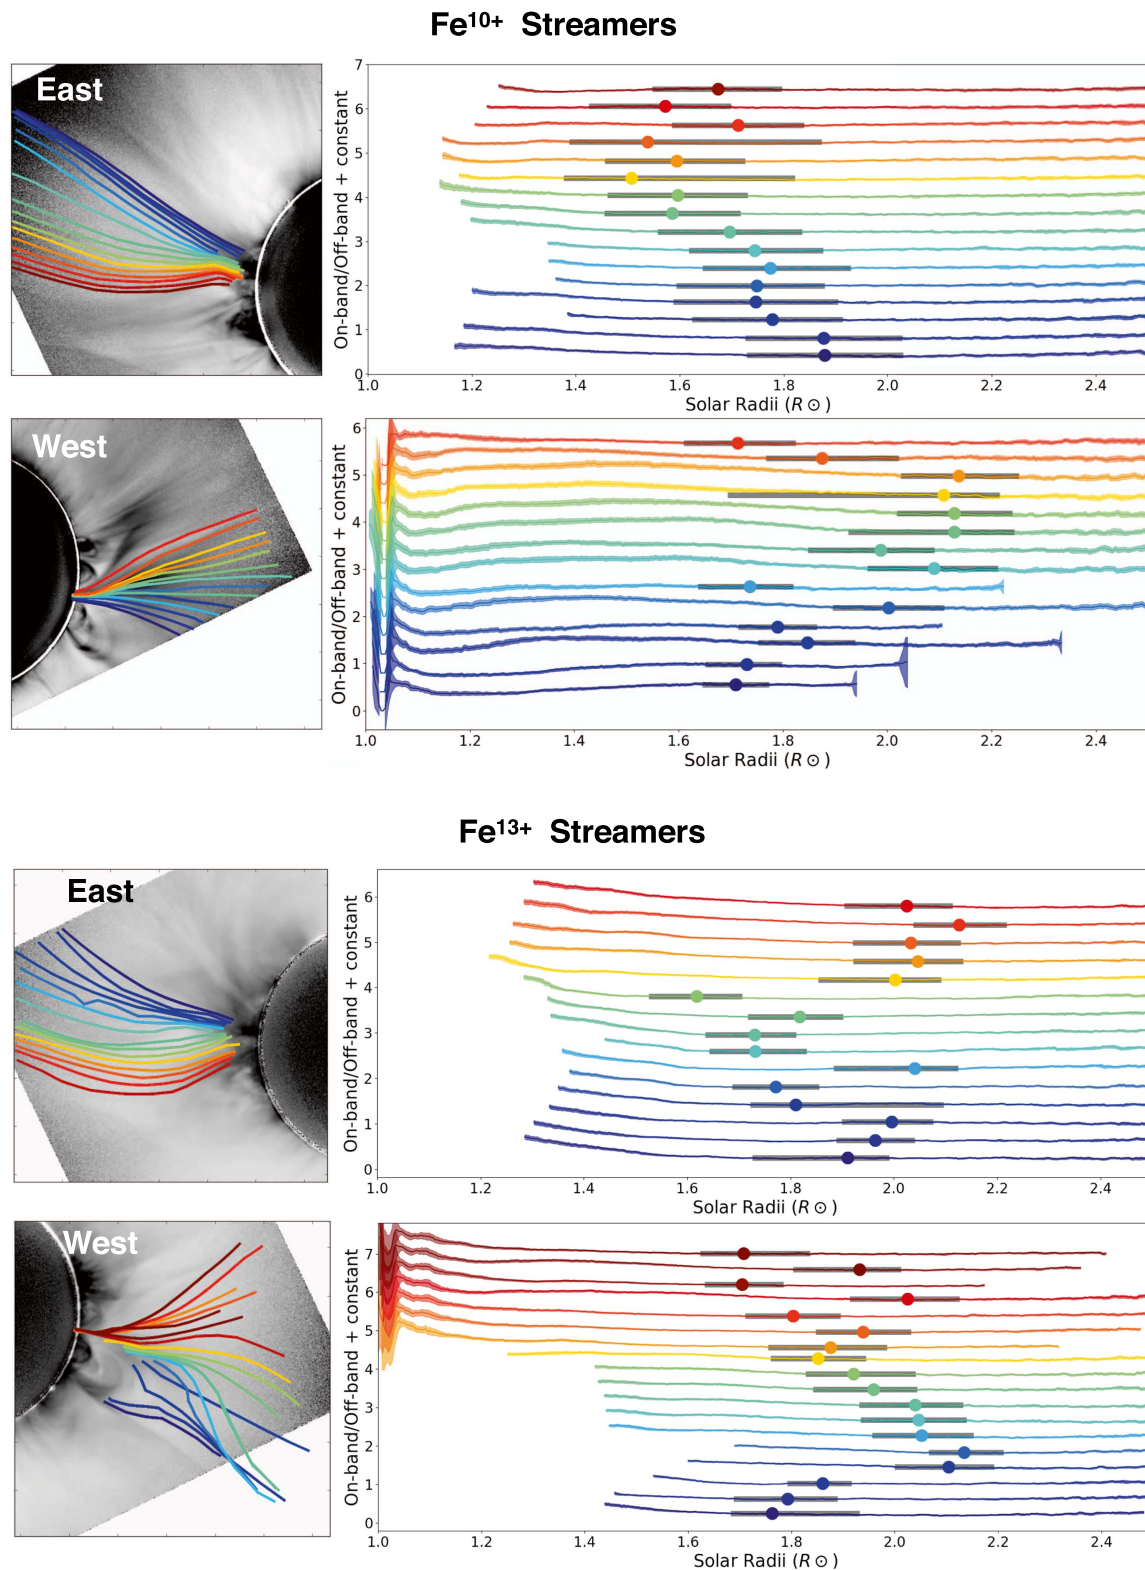 Fe¹⁰⁺ Streamers
East
On-band/Off-band + constant
7
6
5
4
3
2
1
0
1.0 1.2 1.4 1.6 1.8 2.0 2.2 2.4
Solar Radii (R⊙)
West
On-band/Off-band + constant
6
5
4
3
2
1
0
1.0 1.2 1.4 1.6 1.8 2.0 2.2 2.4
Solar Radii (R⊙)
Fe¹³⁺ Streamers
East
On-band/Off-band + constant
6
5
4
3
2
1
0
1.0 1.2 1.4 1.6 1.8 2.0 2.2 2.4
Solar Radii (R⊙)
West
On-band/Off-band + constant
7
6
5
4
3
2
1
0
1.0 1.2 1.4 1.6 1.8 2.0 2.2 2.4
Solar Radii (R⊙)